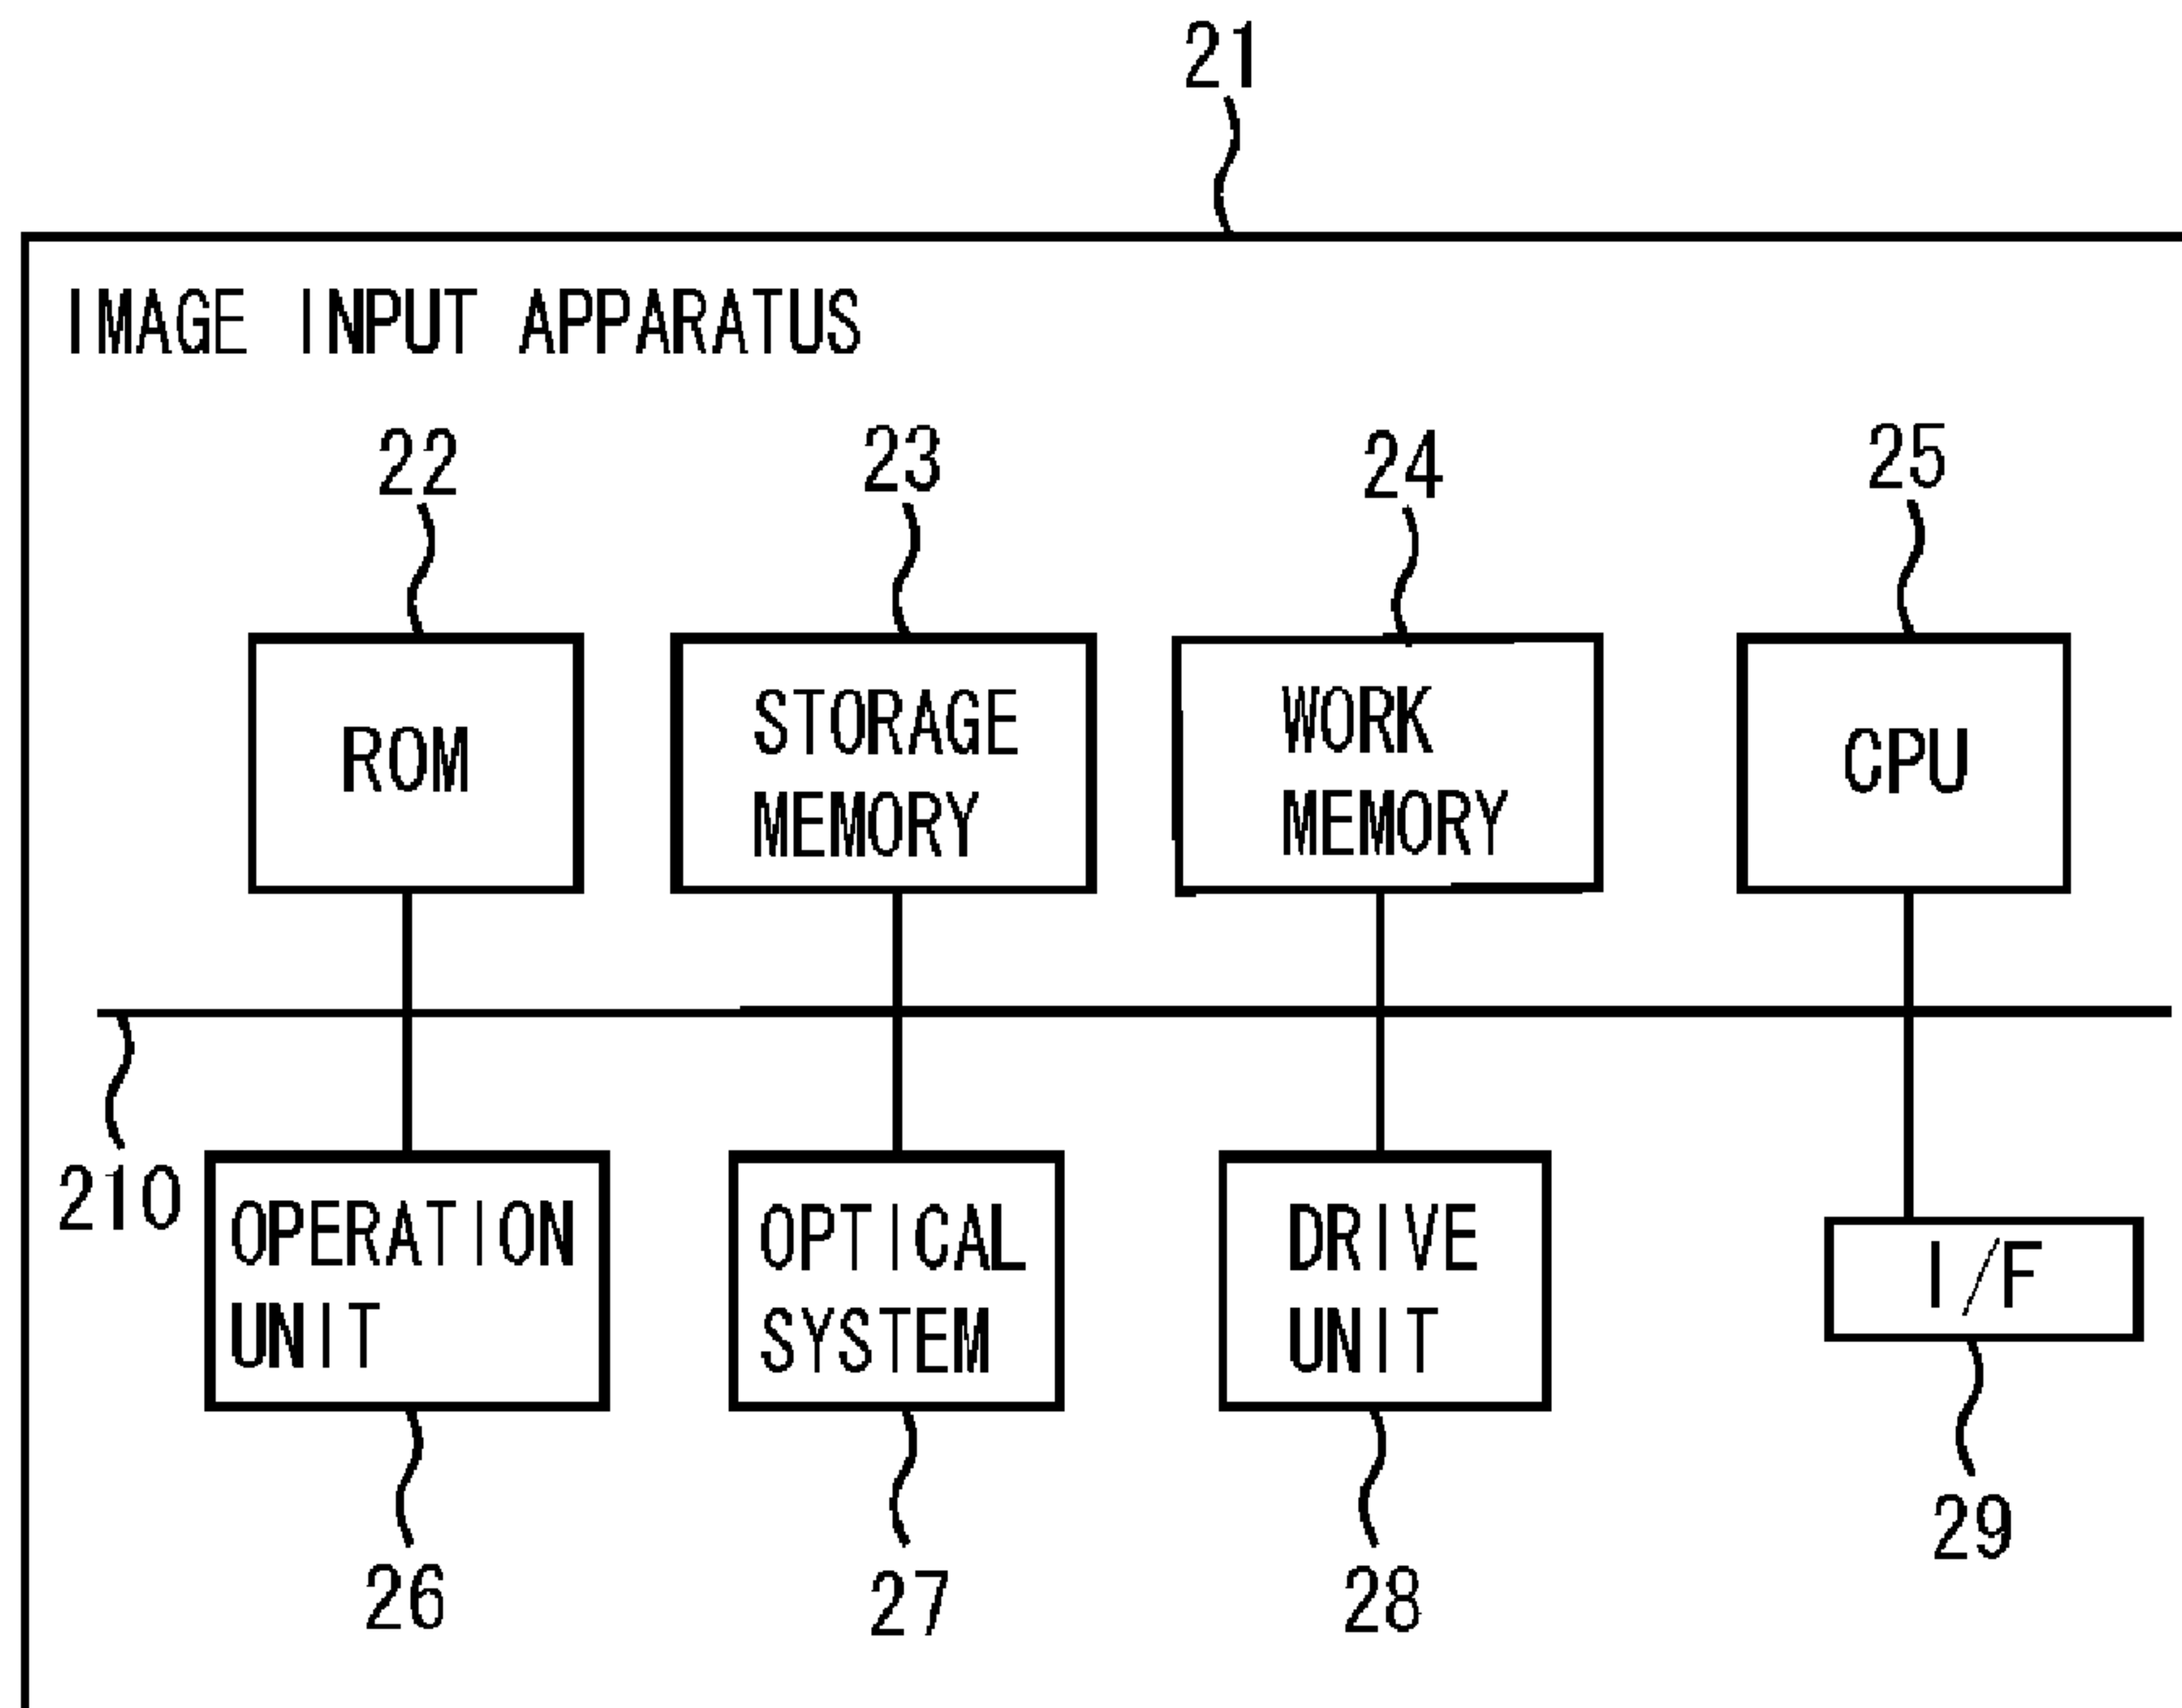 21
IMAGE INPUT APPARATUS
22
23
24
25
ROM
STORAGE
MEMORY
WORK
MEMORY
CPU
210
OPERATION
UNIT
OPTICAL
SYSTEM
DRIVE
UNIT
I/F
26
27
28
29